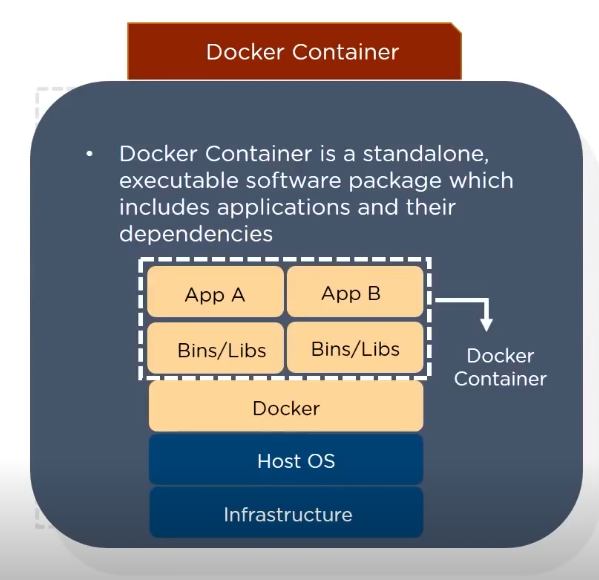 Docker Container
• Docker Container is a standalone,
executable software package which
includes applications and their
dependencies
App A
App B
Bins/Libs
Bins/Libs
Docker
Container
Docker
Host OS
Infrastructure